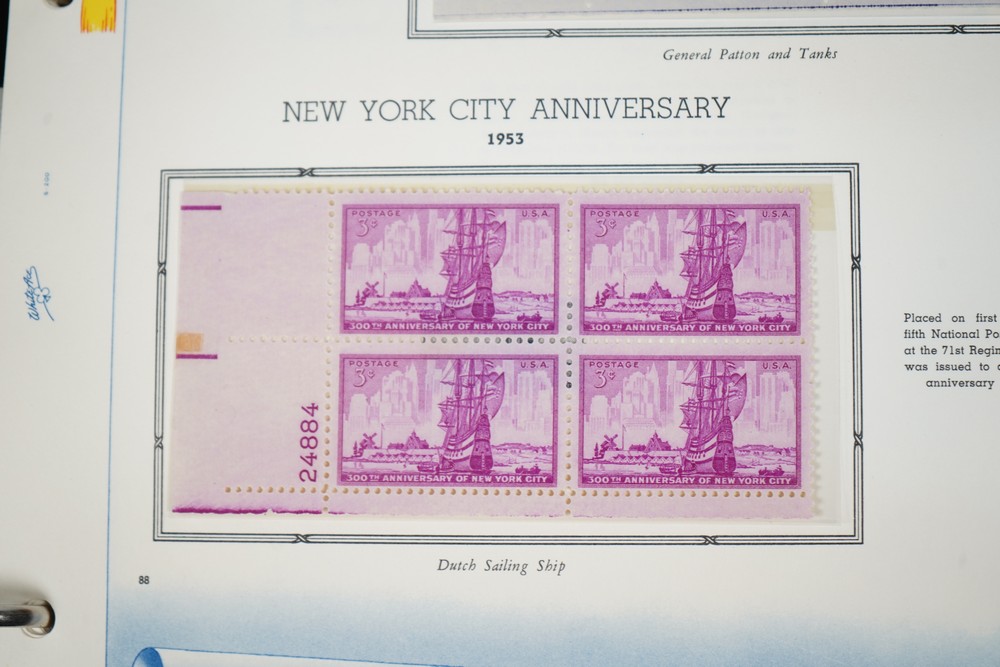 General Patton and Tanks
NEW YORK CITY ANNIVERSARY
1953
POSTAGE U.S.A.
3¢
300TH ANNIVERSARY OF NEW YORK CITY
POSTAGE U.S.A.
3¢
300TH ANNIVERSARY OF NEW YORK CITY
POSTAGE U.S.A.
3¢
300TH ANNIVERSARY OF NEW YORK CITY
POSTAGE U.S.A.
3¢
300TH ANNIVERSARY OF NEW YORK CITY
24884
Dutch Sailing Ship
Placed on first
fifth National Po
at the 71st Regim
was issued to
anniversary
88
White Ace